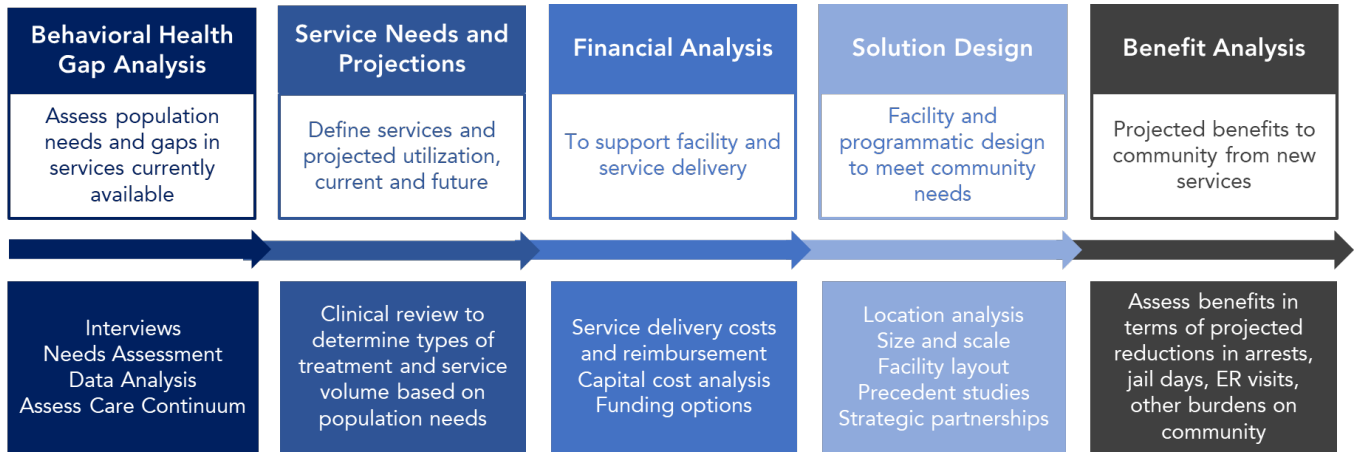 Behavioral Health
Gap Analysis
Assess population
needs and gaps in
services currently
available
Service Needs and
Projections
Define services and
projected utilization,
current and future
Financial Analysis
To support facility and
service delivery
Solution Design
Facility and
programmatic design
to meet community
needs
Benefit Analysis
Projected benefits to
community from new
services
Interviews
Needs Assessment
Data Analysis
Assess Care Continuum
Clinical review to
determine types of
treatment and service
volume based on
population needs
Service delivery costs
and reimbursement
Capital cost analysis
Funding options
Location analysis
Size and scale
Facility layout
Precedent studies
Strategic partnerships
Assess benefits in
terms of projected
reductions in arrests,
jail days, ER visits,
other burdens on
community